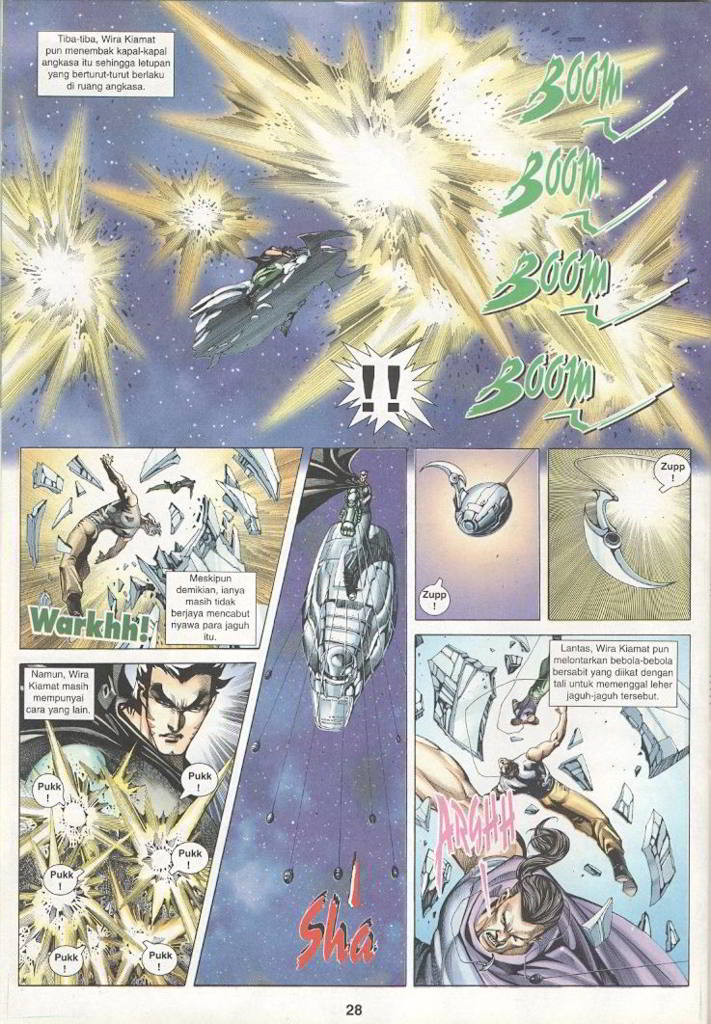 Tiba-tiba, Wira Kiamat
pun menembak kapal-kapal
angkasa itu sehingga letupan
yang berturut-turut berlaku
di ruang angkasa.
BOOM
BOOM
BOOM
BOOM
!!
Meskipun
demikian, ianya
masih tidak
berjaya mencabut
nyawa para jaguh
itu.
Warkhh!
Namun, Wira
Kiamat masih
mempunyai
cara yang lain.
Pukk
!
Pukk
!
Pukk
!
Pukk
!
Pukk
!
Pukk
!
Sha
!
Zupp
!
Zupp
!
Lantas, Wira Kiamat pun
melontarkan bebola-bebola
bersabit yang diikat dengan
tali untuk memenggal leher
jaguh-jaguh tersebut.
ARGHH
!
28